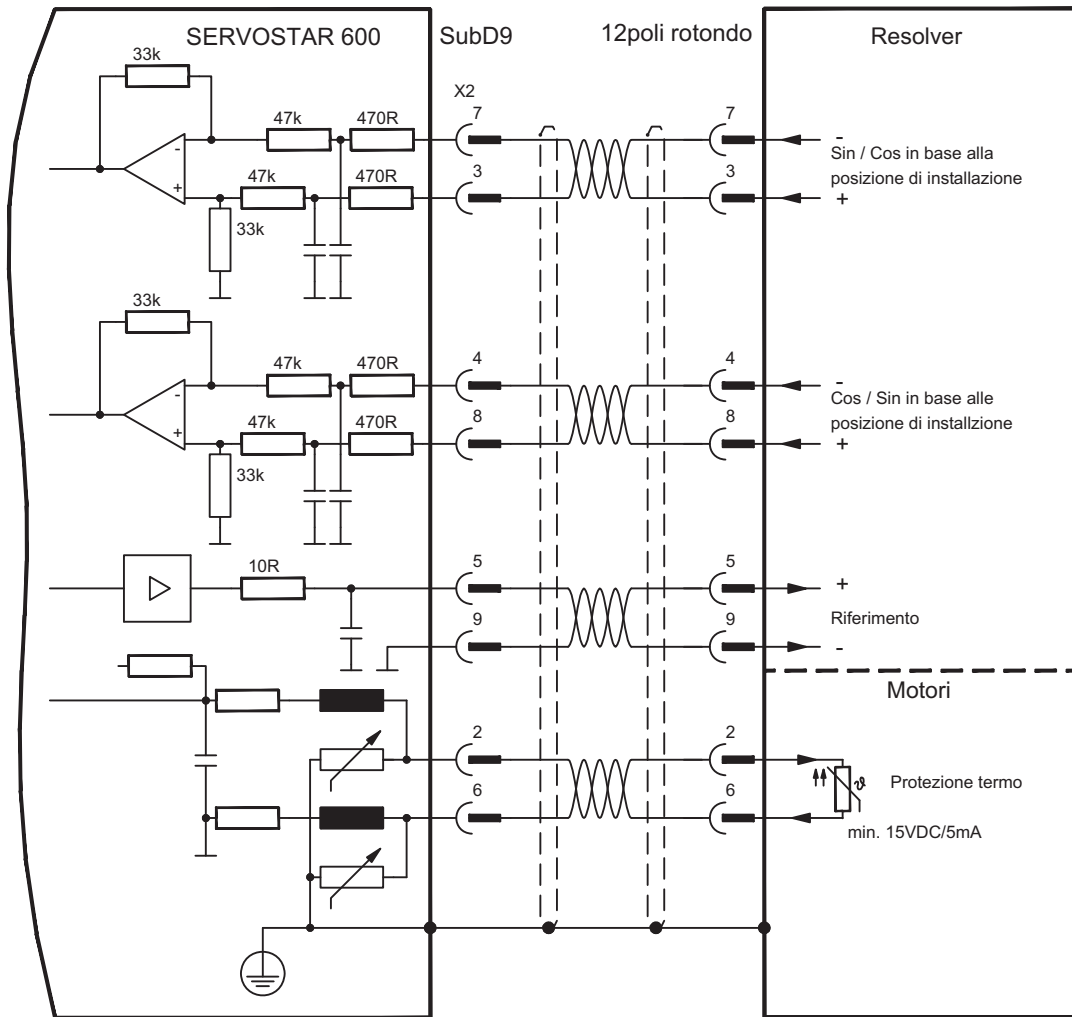 SERVOSTAR 600
SubD9
12poli rotondo
Resolver
33k
X2
47k
470R
7
7
-
-
Sin / Cos in base alla
posizione di installazione
47k
470R
3
3
+
+
33k
33k
47k
470R
4
4
-
-
Cos / Sin in base alle
posizione di installzione
47k
470R
8
8
+
+
33k
10R
5
5
+
Riferimento
9
9
-
Motori
2
2
ϑ
Protezione termo
6
6
min. 15VDC/5mA